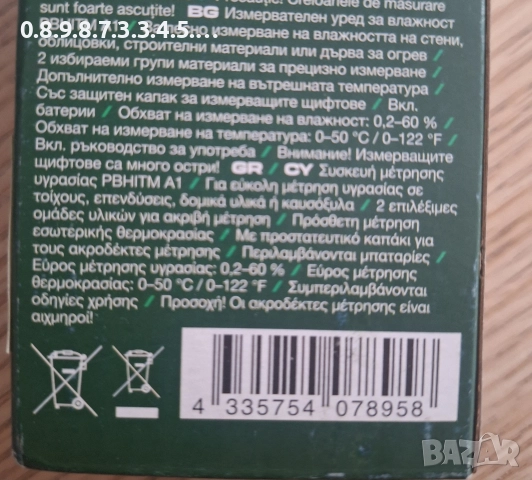 sunt foarte ascuțite! BG Измервателен уред за влажност
0.8.9.8.7.3.3.4-5....
измерване на влажността на стени,
облицовки, строителни материали или дърва за огрев /
2 избираеми групи материали за прецизно измерване /
Допълнително измерване на вътрешната температура /
Със защитен капак за измерващите щифтове / Вкл.
батерии / Обхват на измерване на влажност: 0,2–60 % /
Обхват на измерване на температура: 0–50 °C / 0–122 °F /
Вкл. ръководство за употреба / Внимание! Измерващите
щифтове са много остри! GR / CY Συσκευή μέτρησης
υγρασίας PBHITM A1 / Για εύκολη μέτρηση υγρασίας σε
τοίχους, επενδύσεις, δομικά υλικά ή καυσόξυλα / 2 επιλέξιμες
ομάδες υλικών για ακριβή μέτρηση / Πρόσθετη μέτρηση
εσωτερικής θερμοκρασίας / Με προστατευτικό καπάκι για
τους ακροδέκτες μέτρησης / Περιλαμβάνονται μπαταρίες /
Εύρος μέτρησης υγρασίας: 0,2–60 % / Εύρος μέτρησης
θερμοκρασίας: 0–50 °C / 0–122 °F / Συμπεριλαμβάνονται
οδηγίες χρήσης / Προσοχή! Οι ακροδέκτες μέτρησης είναι
αιχμηροί!
4 335754 078958
BAZAR